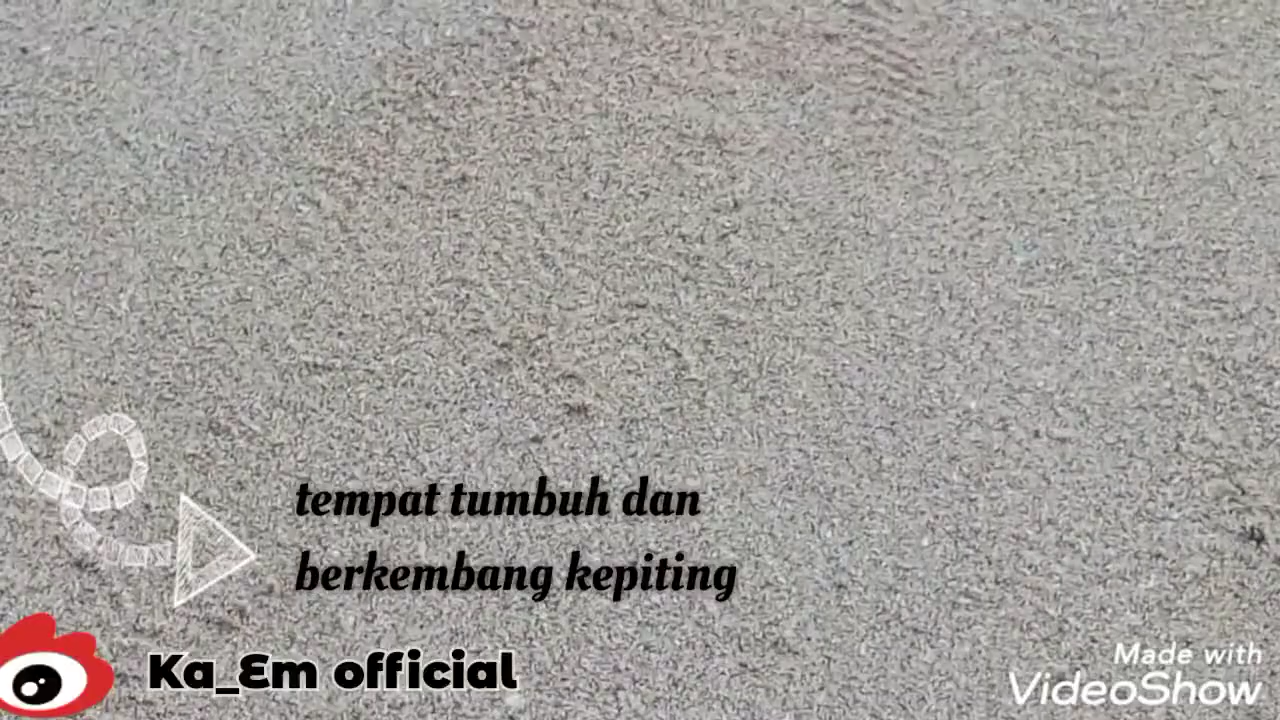 tempat tumbuh dan
berkembang kepiting
Ka_Em official
Made with
VideoShow